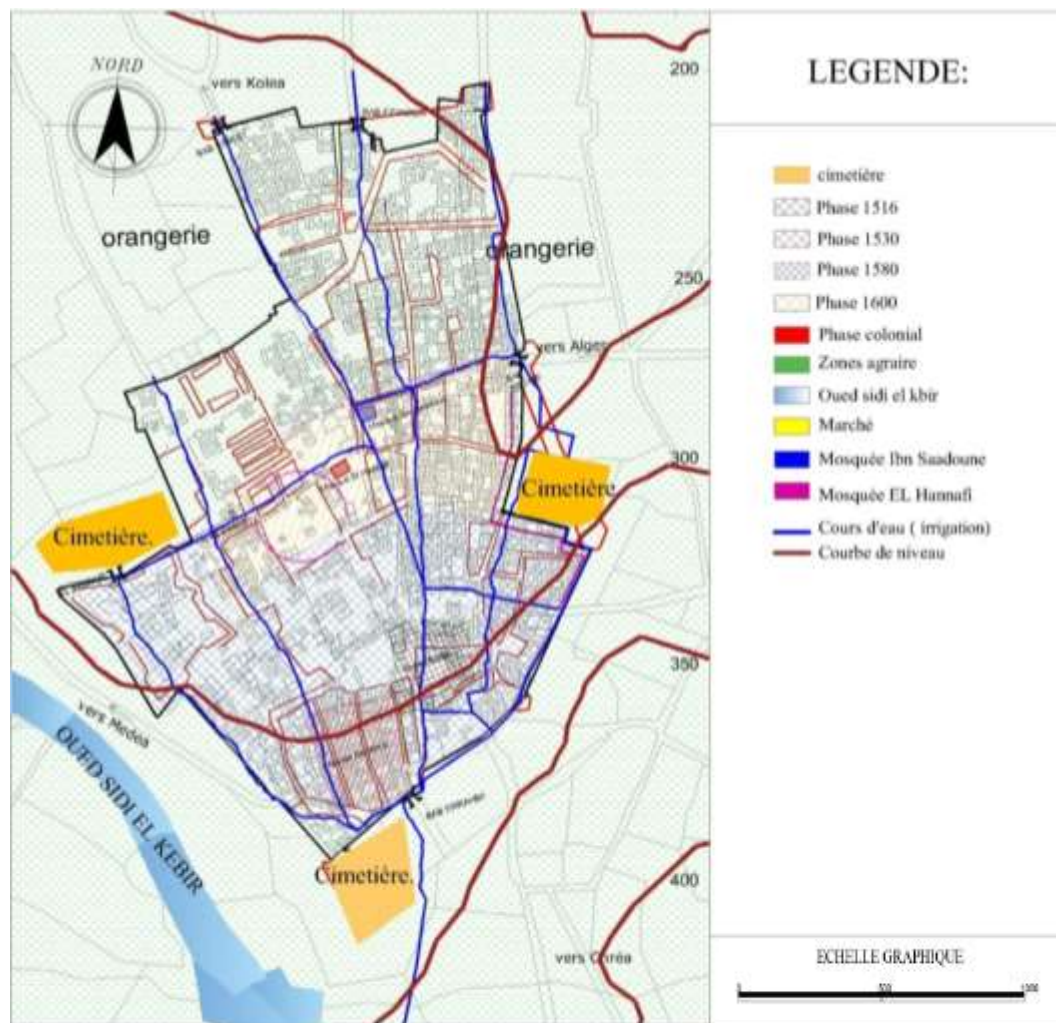 NORD
vers Kolea
orangerie
orangerie
vers Alger
Cimetière
Cimetière.
Cimetière.
vers Medea
OUED SIDI EL KEBIR
vers Chréa
200
250
300
350
400
LEGENDE:
cimetière
Phase 1516
Phase 1530
Phase 1580
Phase 1600
Phase colonial
Zones agraire
Oued sidi el kbir
Marché
Mosquée Ibn Saadoune
Mosquée EL Hannafi
Cours d'eau ( irrigation)
Courbe de niveau
ECHELLE GRAPHIQUE
0 500 1000